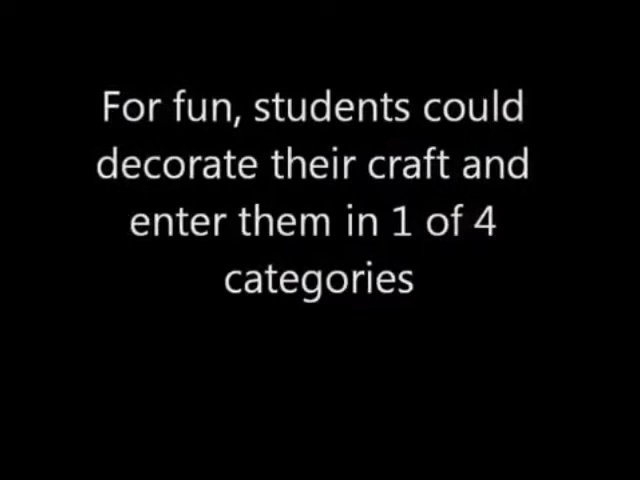 For fun, students could
decorate their craft and
enter them in 1 of 4
categories